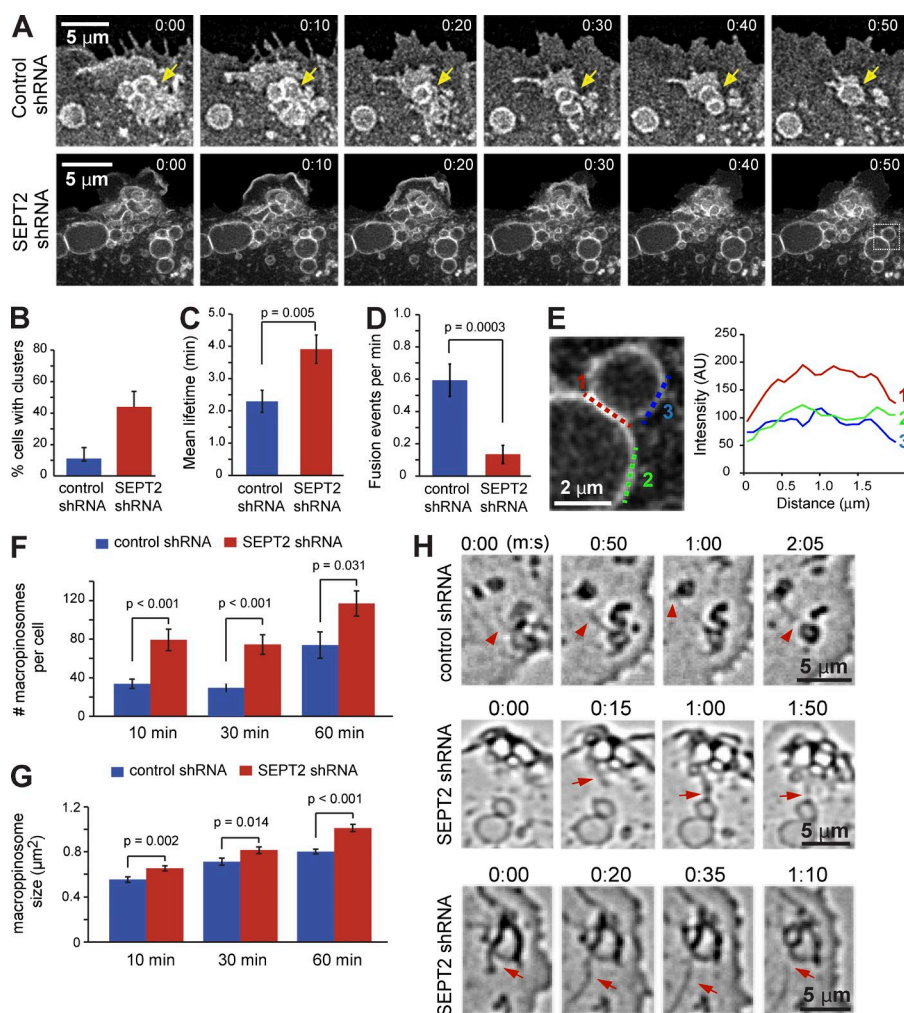 A
Control shRNA
5 µm
0:00
0:10
0:20
0:30
0:40
0:50
SEPT2 shRNA
5 µm
0:00
0:10
0:20
0:30
0:40
0:50
B
% cells with clusters
80
60
40
20
0
control shRNA
SEPT2 shRNA
C
Mean lifetime (min)
5.0
4.0
3.0
2.0
1.0
0
p = 0.005
control shRNA
SEPT2 shRNA
D
Fusion events per min
0.8
0.6
0.4
0.2
0
p = 0.0003
control shRNA
SEPT2 shRNA
E
1
2
3
2 µm
Intesnsity (AU)
250
200
150
100
50
0
1
2
3
0
0.5
1.0
1.5
Distance (µm)
F
control shRNA
SEPT2 shRNA
# macropinosomes
per cell
120
80
40
0
p < 0.001
p < 0.001
p = 0.031
10 min
30 min
60 min
G
control shRNA
SEPT2 shRNA
macroppinosome
size (µm²)
1.2
0.8
0.4
0
p = 0.002
p = 0.014
p < 0.001
10 min
30 min
60 min
H
control shRNA
0:00 (m:s)
0:50
1:00
2:05
5 µm
SEPT2 shRNA
0:00
0:15
1:00
1:50
5 µm
SEPT2 shRNA
0:00
0:20
0:35
1:10
5 µm